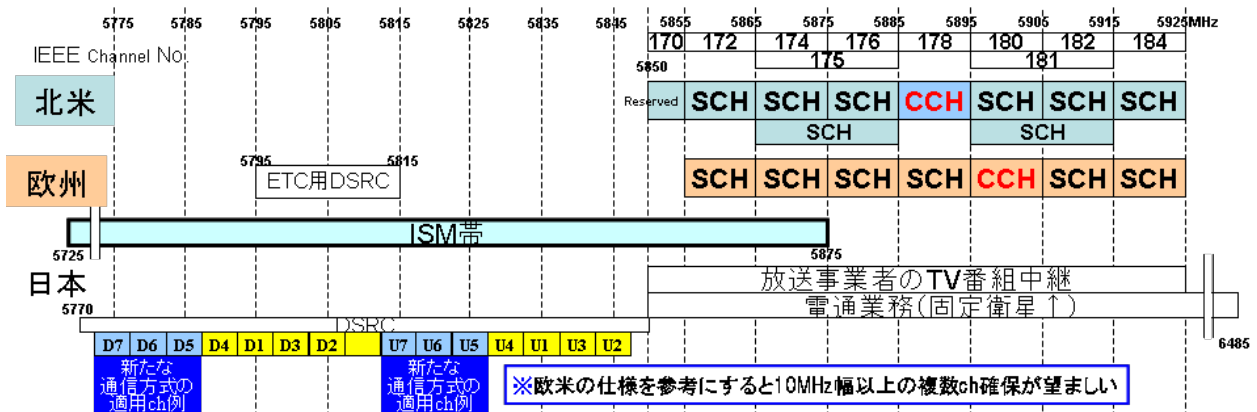 5775 5785 5795 5805 5815 5825 5835 5845 5855 5865 5875 5885 5895 5905 5915 5925MHz
IEEE Channel No. 170 172 174 176 178 180 182 184
5850 175 181
北米 Reserved SCH SCH SCH CCH SCH SCH SCH
SCH SCH
5795 5815
欧州 ETC用DSRC SCH SCH SCH SCH CCH SCH SCH
ISM帯
5725 5875
日本 放送事業者のTV番組中継
5770 電通業務(固定衛星↑)
DSRC
6485
D7 D6 D5 D4 D1 D3 D2 U7 U6 U5 U4 U1 U3 U2
新たな 新たな
通信方式の 通信方式の
適用ch例 適用ch例
※欧米の仕様を参考にすると10MHz幅以上の複数ch確保が望ましい